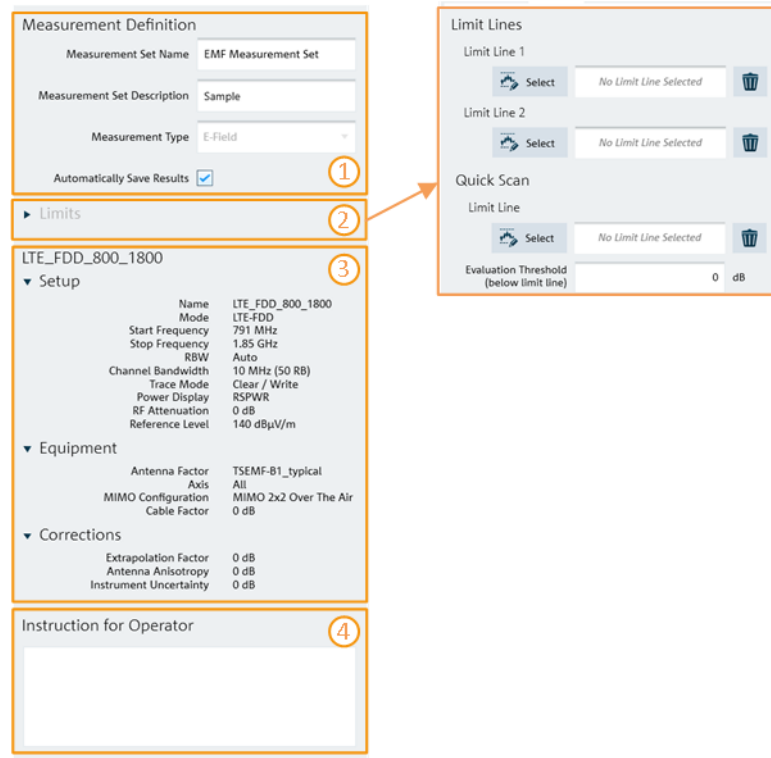 Measurement Definition
Measurement Set Name EMF Measurement Set
Measurement Set Description Sample
Measurement Type E-Field
Automatically Save Results
1
Limits
2
LTE_FDD_800_1800
3
Setup
Name LTE_FDD_800_1800
Mode LTE-FDD
Start Frequency 791 MHz
Stop Frequency 1.85 GHz
RBW Auto
Channel Bandwidth 10 MHz (50 RB)
Trace Mode Clear / Write
Power Display RSPWR
RF Attenuation 0 dB
Reference Level 140 dBµV/m
Equipment
Antenna Factor TSEMF-B1_typical
Axis All
MIMO Configuration MIMO 2x2 Over The Air
Cable Factor 0 dB
Corrections
Extrapolation Factor 0 dB
Antenna Anisotropy 0 dB
Instrument Uncertainty 0 dB
Instruction for Operator
4
Limit Lines
Limit Line 1
Select No Limit Line Selected
Limit Line 2
Select No Limit Line Selected
Quick Scan
Limit Line
Select No Limit Line Selected
Evaluation Threshold
(below limit line) 0 dB